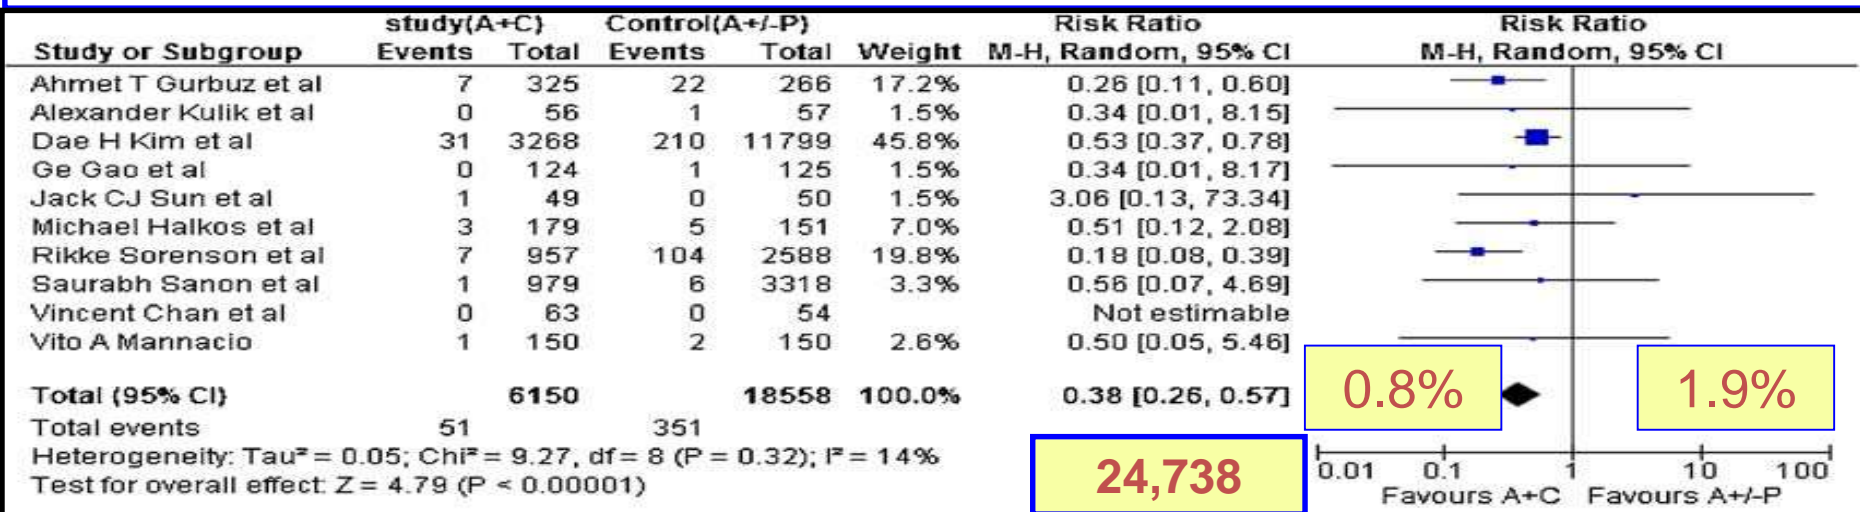 study(A+C) Control(A+/-P) Risk Ratio Risk Ratio
Study or Subgroup Events Total Events Total Weight M-H, Random, 95% CI M-H, Random, 95% CI
Ahmet T Gurbuz et al 7 325 22 266 17.2% 0.26 [0.11, 0.60]
Alexander Kulik et al 0 56 1 57 1.5% 0.34 [0.01, 8.15]
Dae H Kim et al 31 3268 210 11799 45.8% 0.53 [0.37, 0.78]
Ge Gao et al 0 124 1 125 1.5% 0.34 [0.01, 8.17]
Jack CJ Sun et al 1 49 0 50 1.5% 3.06 [0.13, 73.34]
Michael Halkos et al 3 179 5 151 7.0% 0.51 [0.12, 2.08]
Rikke Sorenson et al 7 957 104 2588 19.8% 0.18 [0.08, 0.39]
Saurabh Sanon et al 1 979 6 3318 3.3% 0.56 [0.07, 4.69]
Vincent Chan et al 0 63 0 54 Not estimable
Vito A Mannacio 1 150 2 150 2.6% 0.50 [0.05, 5.46]
Total (95% CI) 6150 18558 100.0% 0.38 [0.26, 0.57] 0.8% 1.9%
Total events 51 351
Heterogeneity: Tau² = 0.05; Chi² = 9.27, df = 8 (P = 0.32); I² = 14%
Test for overall effect: Z = 4.79 (P < 0.00001)
24,738
0.01 0.1 1 10 100
Favours A+C Favours A+/-P